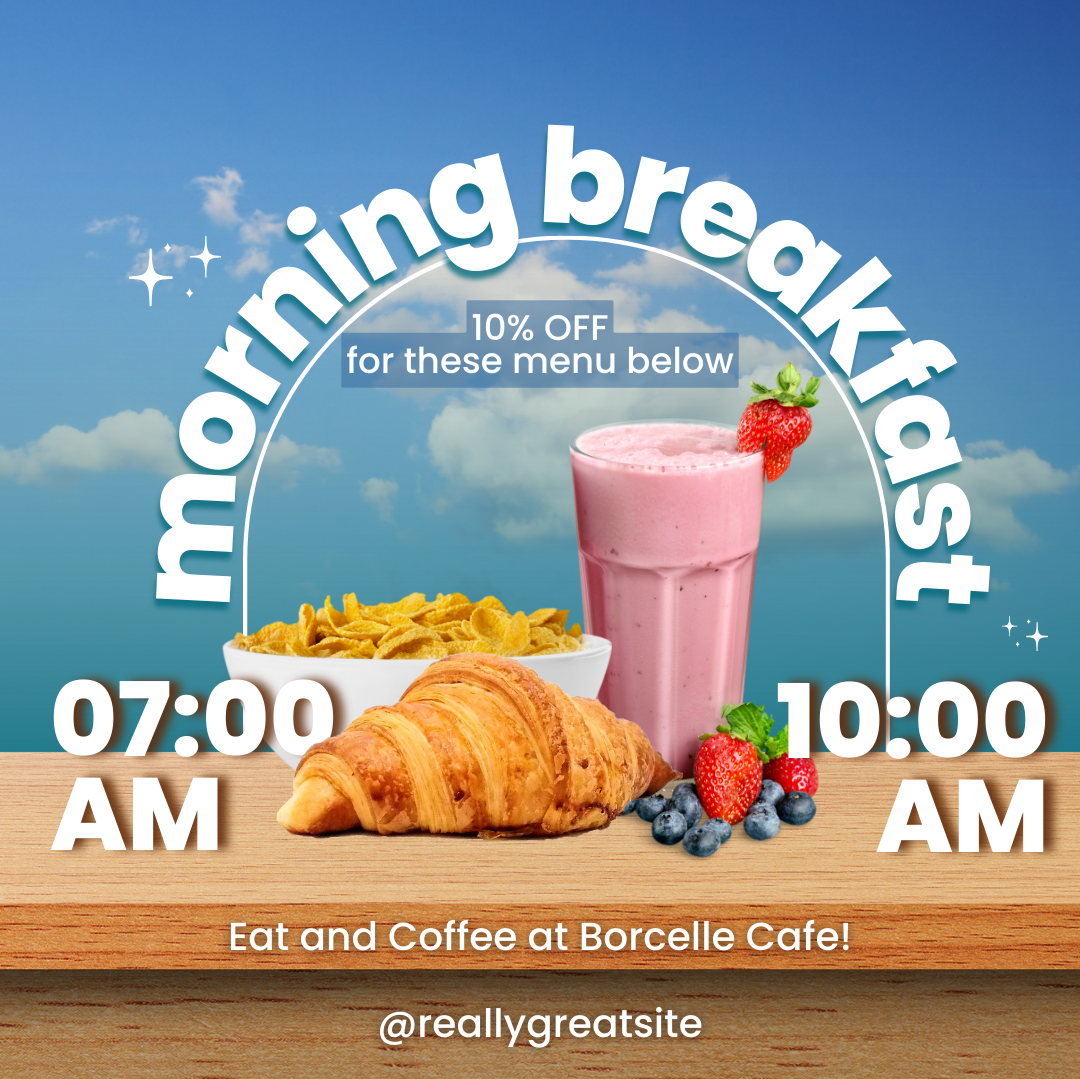 morning breakfast
10% OFF
for these menu below
07:00
AM
10:00
AM
Eat and Coffee at Borcelle Cafe!
@reallygreatsite